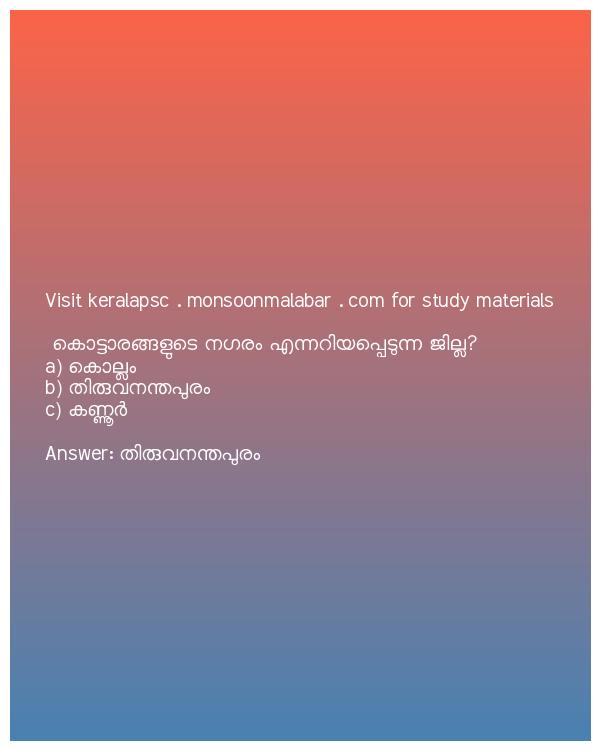 Visit keralapsc . monsoonmalabar . com for study materials
കൊട്ടാരങ്ങളുടെ നഗരം എന്നറിയപ്പെടുന്ന ജില്ല?
a) കൊല്ലം
b) തിരുവനന്തപുരം
c) കണ്ണൂർ
Answer: തിരുവനന്തപുരം